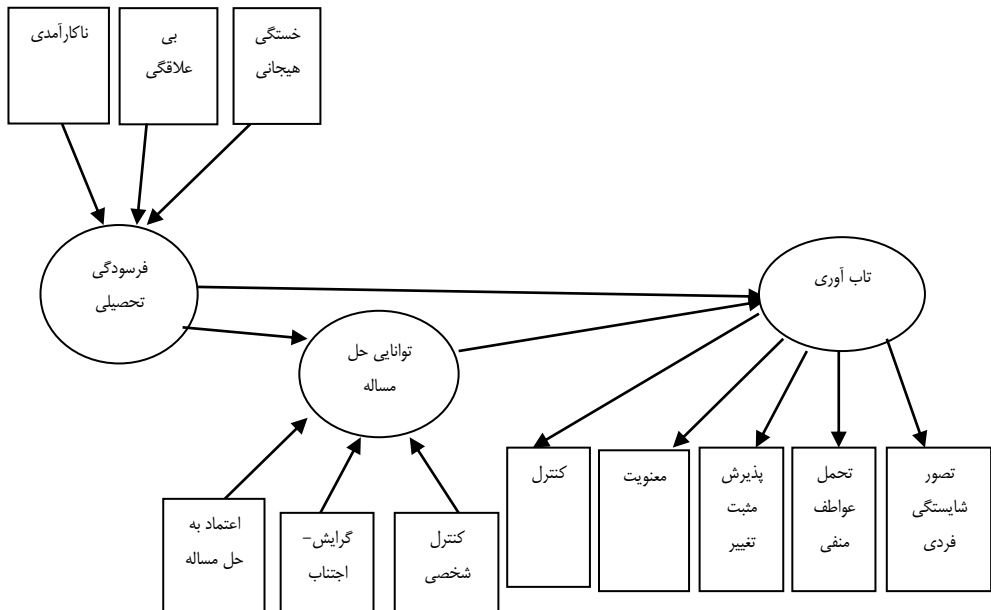 خستگی
هیجانی
بی
علاقگی
ناکارآمدی
فرسودگی
تحصیلی
تاب آوری
توانایی حل
مساله
تصور
شایستگی
فردی
تحمل
عواطف
منفی
پذیرش
مثبت
تغییر
معنویت
کنترل
کنترل
شخصی
گرایش-
اجتناب
اعتماد به
حل مساله